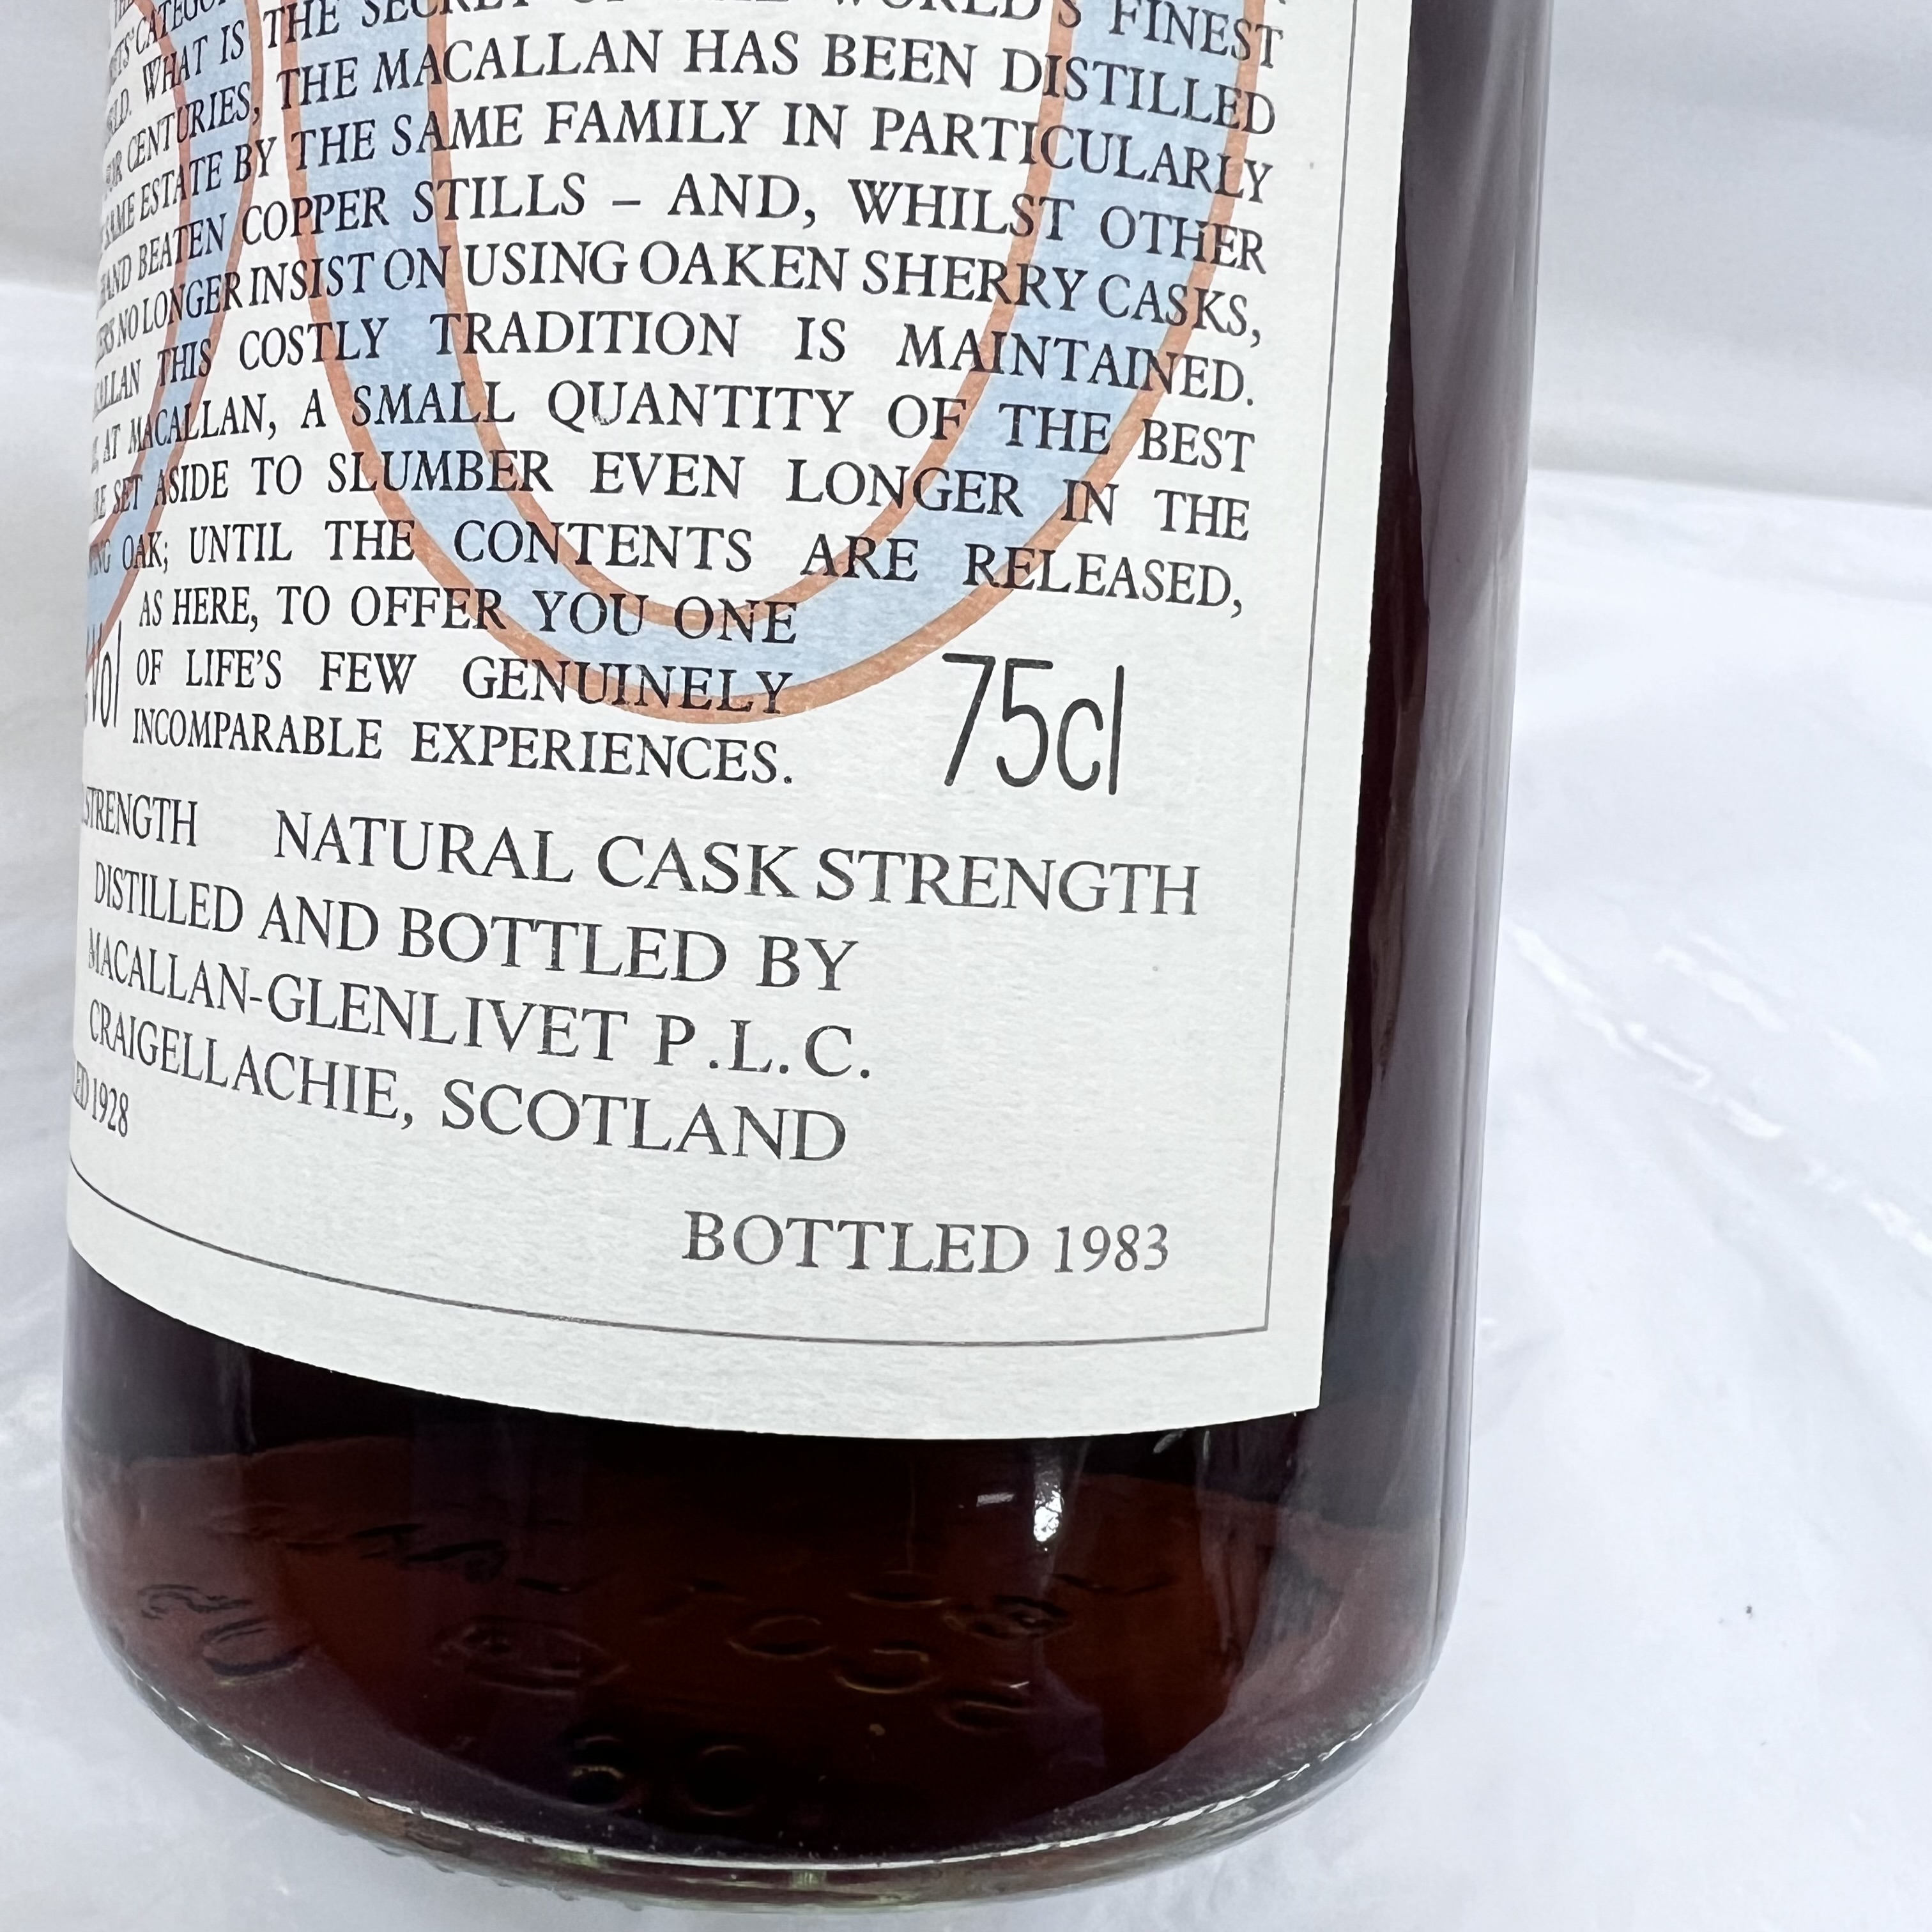 WHAT IS THE SECRET FINEST
CENTURIES, THE MACALLAN HAS BEEN DISTILLED
SAME ESTATE BY THE SAME FAMILY IN PARTICULARLY
BEATEN COPPER STILLS – AND, WHILST OTHER
NO LONGER INSIST ON USING OAKEN SHERRY CASKS,
THIS COSTLY TRADITION IS MAINTAINED.
AT MACALLAN, A SMALL QUANTITY OF THE BEST
SET ASIDE TO SLUMBER EVEN LONGER IN THE
OAK; UNTIL THE CONTENTS ARE RELEASED,
AS HERE, TO OFFER YOU ONE
OF LIFE'S FEW GENUINELY
INCOMPARABLE EXPERIENCES.
Vol
75cl
STRENGTH NATURAL CASK STRENGTH
DISTILLED AND BOTTLED BY
MACALLAN-GLENLIVET P.L.C.
CRAIGELLACHIE, SCOTLAND
1928
BOTTLED 1983